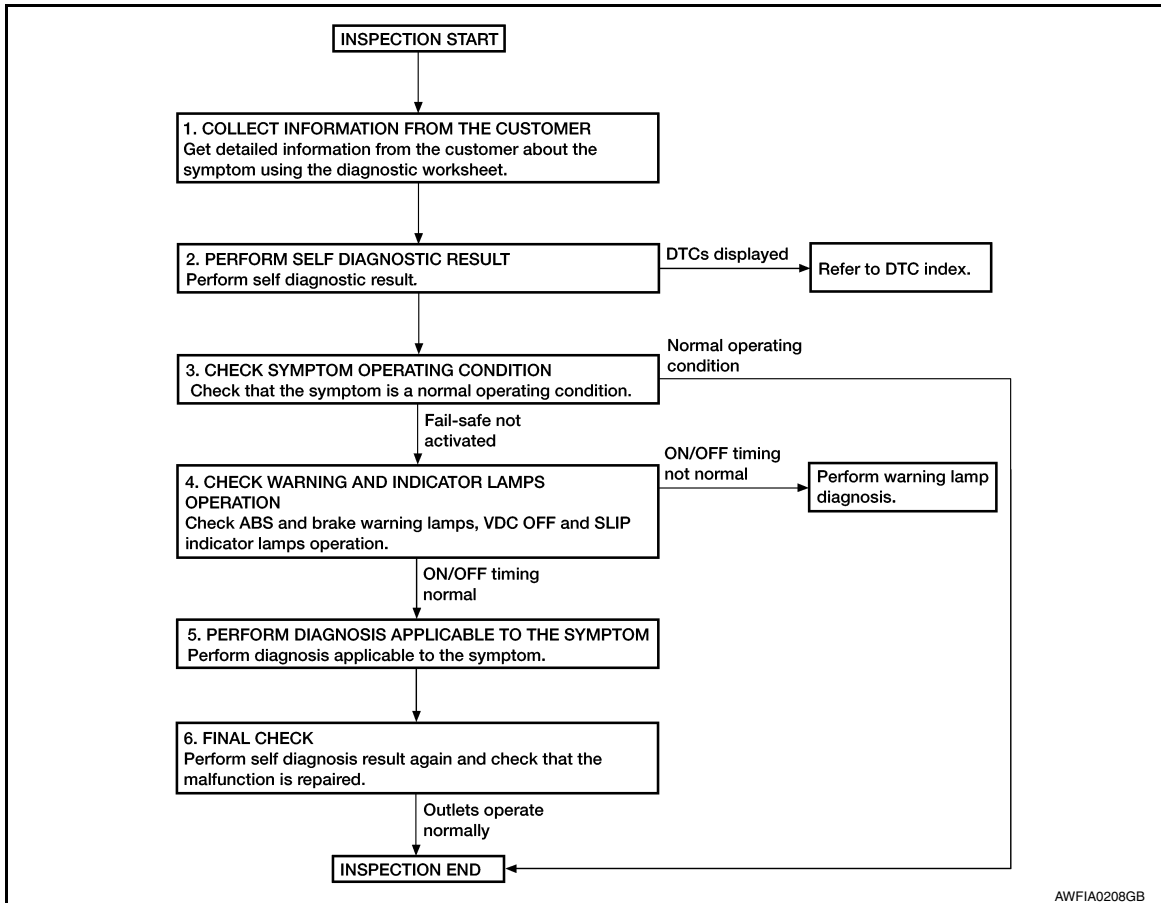 INSPECTION START
1. COLLECT INFORMATION FROM THE CUSTOMER
Get detailed information from the customer about the
symptom using the diagnostic worksheet.
2. PERFORM SELF DIAGNOSTIC RESULT
Perform self diagnostic result.
DTCs displayed
Refer to DTC index.
3. CHECK SYMPTOM OPERATING CONDITION
Check that the symptom is a normal operating condition.
Normal operating
condition
Fail-safe not
activated
4. CHECK WARNING AND INDICATOR LAMPS
OPERATION
Check ABS and brake warning lamps, VDC OFF and SLIP
indicator lamps operation.
ON/OFF timing
not normal
Perform warning lamp
diagnosis.
ON/OFF timing
normal
5. PERFORM DIAGNOSIS APPLICABLE TO THE SYMPTOM
Perform diagnosis applicable to the symptom.
6. FINAL CHECK
Perform self diagnosis result again and check that the
malfunction is repaired.
Outlets operate
normally
INSPECTION END
AWFIA0208GB